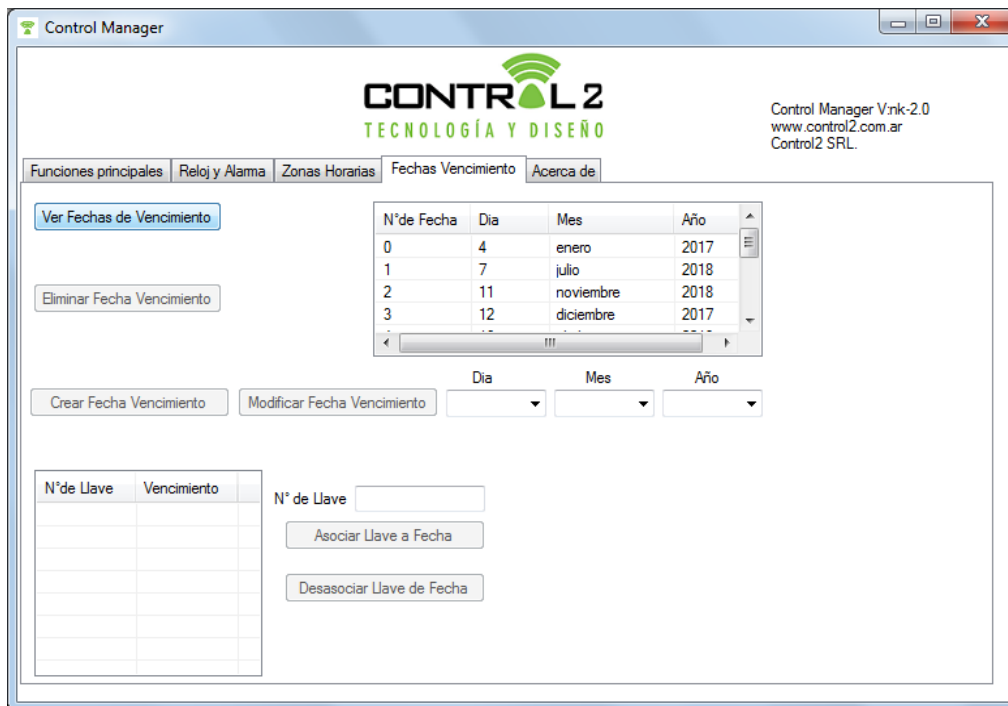 Control Manager
CONTROL 2
TECNOLOGÍA Y DISEÑO
Control Manager V:nk-2.0
www.control2.com.ar
Control2 SRL.
Funciones principales Reloj y Alarma Zonas Horarias Fechas Vencimiento Acerca de
Ver Fechas de Vencimiento
N°de Fecha Dia Mes Año
0 4 enero 2017
1 7 julio 2018
2 11 noviembre 2018
3 12 diciembre 2017
Eliminar Fecha Vencimiento
Dia Mes Año
Crear Fecha Vencimiento Modificar Fecha Vencimiento
N°de Llave Vencimiento
N° de Llave
Asociar Llave a Fecha
Desasociar Llave de Fecha